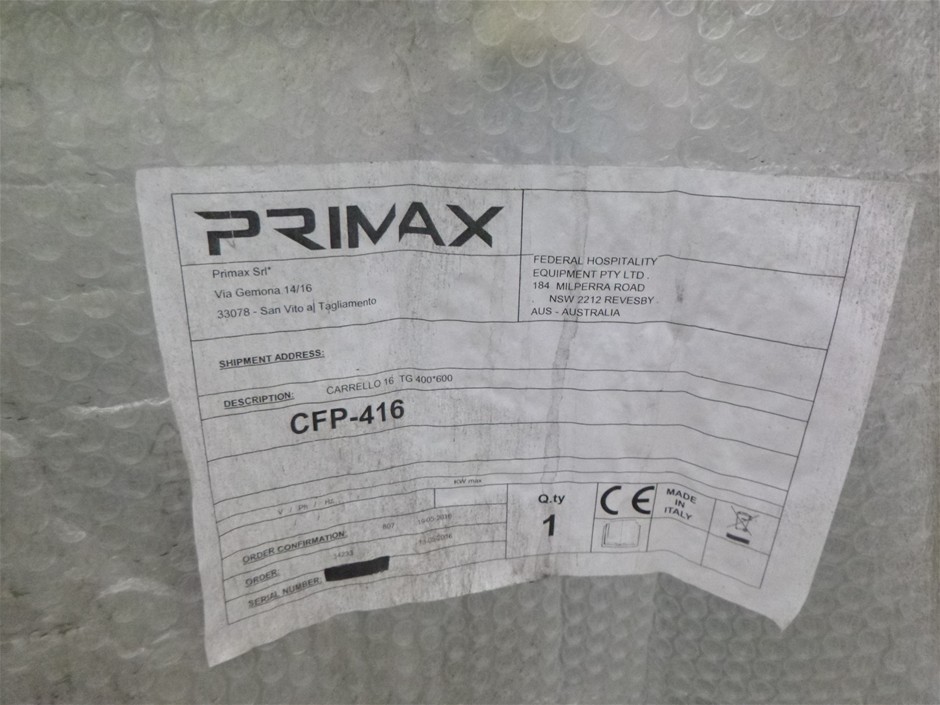 PRIMAX
Primax Srl*
Via Gemona 14/16
33078 - San Vito al Tagliamento
FEDERAL HOSPITALITY
EQUIPMENT PTY LTD.
184 MILPERRA ROAD
NSW 2212 REVESBY
AUS - AUSTRALIA
SHIPMENT ADDRESS:
DESCRIPTION: CARRELLO 16 TG 400*600
CFP-416
KW max
V / Ph / Hz
ORDER CONFIRMATION: 807
ORDER:
SERIAL NUMBER:
Q.ty
1
CE
MADE
IN
ITALY